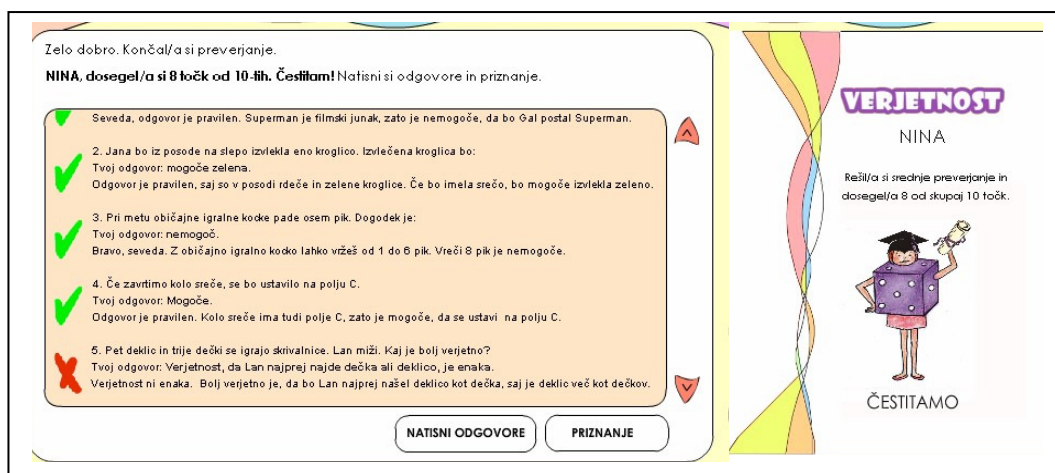 Zelo dobro. Končal/a si preverjanje.
NINA, dosegel/a si 8 točk od 10-tih. Čestitam! Natisni si odgovore in priznanje.
Seveda, odgovor je pravilen. Superman je filmski junak, zato je nemogoče, da bo Gal postal Superman.
2. Jana bo iz posode na slepo izvlekla eno kroglico. Izvlečena kroglica bo:
Tvoj odgovor: mogoče zelena.
Odgovor je pravilen, saj so v posodi rdeče in zelene kroglice. Če bo imela srečo, bo mogoče izvlekla zeleno.
3. Pri metu običajne igralne kocke pade osem pik. Dogodek je:
Tvoj odgovor: nemogoč.
Bravo, seveda. Z običajno igralno kocko lahko vržeš od 1 do 6 pik. Vreči 8 pik je nemogoče.
4. Če zavrtimo kolo sreče, se bo ustavilo na polju C.
Tvoj odgovor: Mogoče.
Odgovor je pravilen. Kolo sreče ima tudi polje C, zato je mogoče, da se ustavi na polju C.
5. Pet deklic in trije dečki se igrajo skrivalnice. Lan miži. Kaj je bolj verjetno?
Tvoj odgovor: Verjetnost, da Lan najprej najde dečka ali deklico, je enaka.
Verjetnost ni enaka. Bolj verjetno je, da bo Lan najprej našel deklico kot dečka, saj je deklic več kot dečkov.
NATISNI ODGOVORE
PRIZNANJE
VERJETNOST
NINA
Rešil/a si srednje preverjanje in
dosegel/a 8 od skupaj 10 točk.
ČESTITAMO